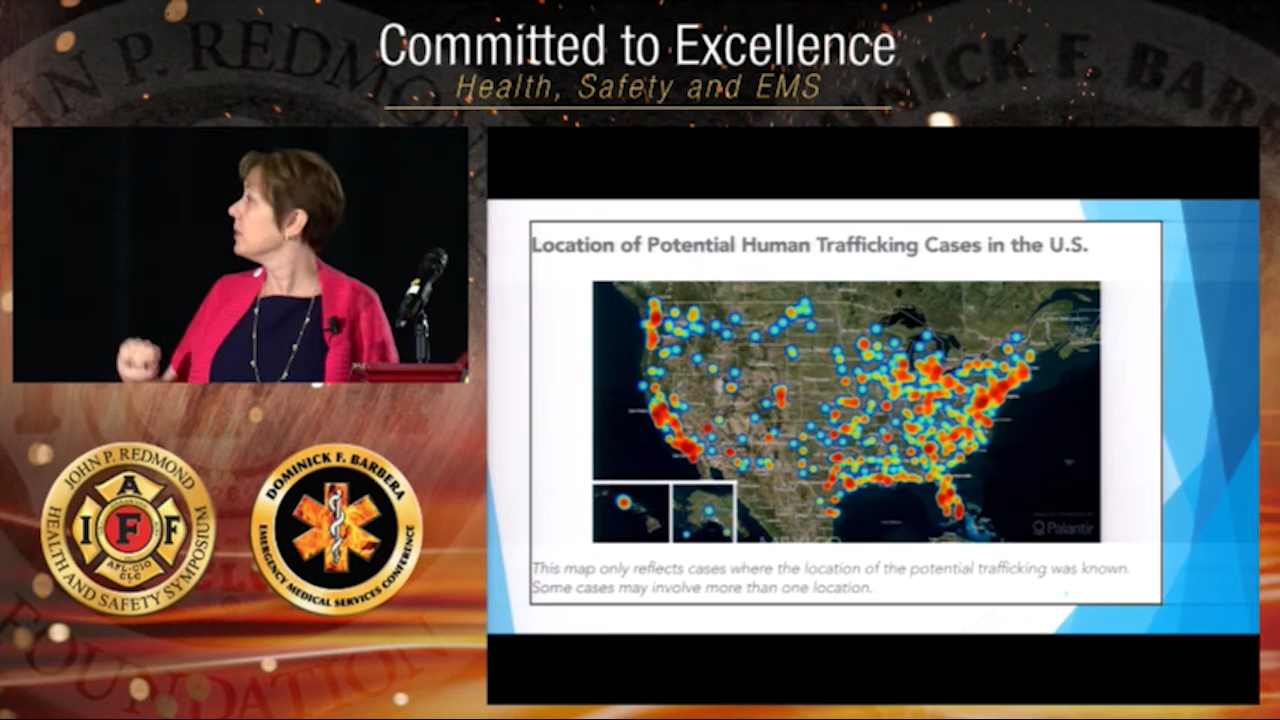 Committed to Excellence
Health, Safety and EMS
Location of Potential Human Trafficking Cases in the U.S.
Palantir
This map only reflects cases where the location of the potential trafficking was known.
Some cases may involve more than one location.
JOHN P. REDMOND
HEALTH AND SAFETY SYMPOSIUM
I A F F
AFL-CIO
CLC
DOMINICK F. BARBERA
EMERGENCY MEDICAL SERVICES CONFERENCE
FOUNDATION